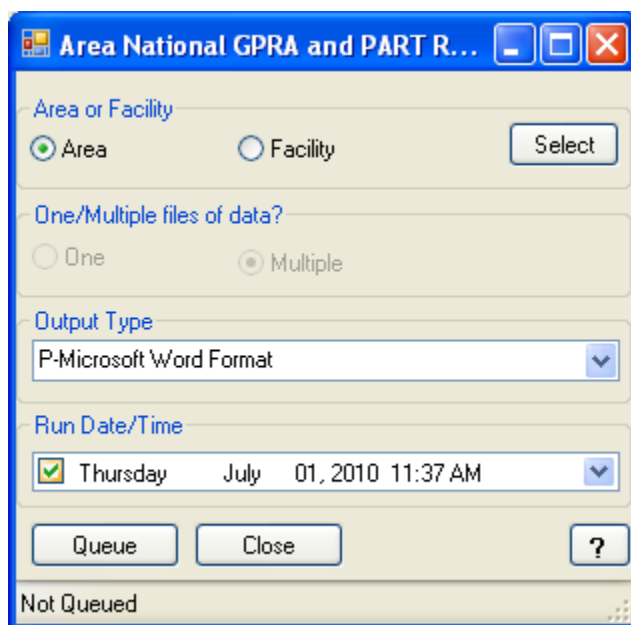 Area National GPRA and PART R...
Area or Facility
Area Facility Select
One/Multiple files of data?
One Multiple
Output Type
P-Microsoft Word Format
Run Date/Time
Thursday July 01, 2010 11:37 AM
Queue Close ?
Not Queued